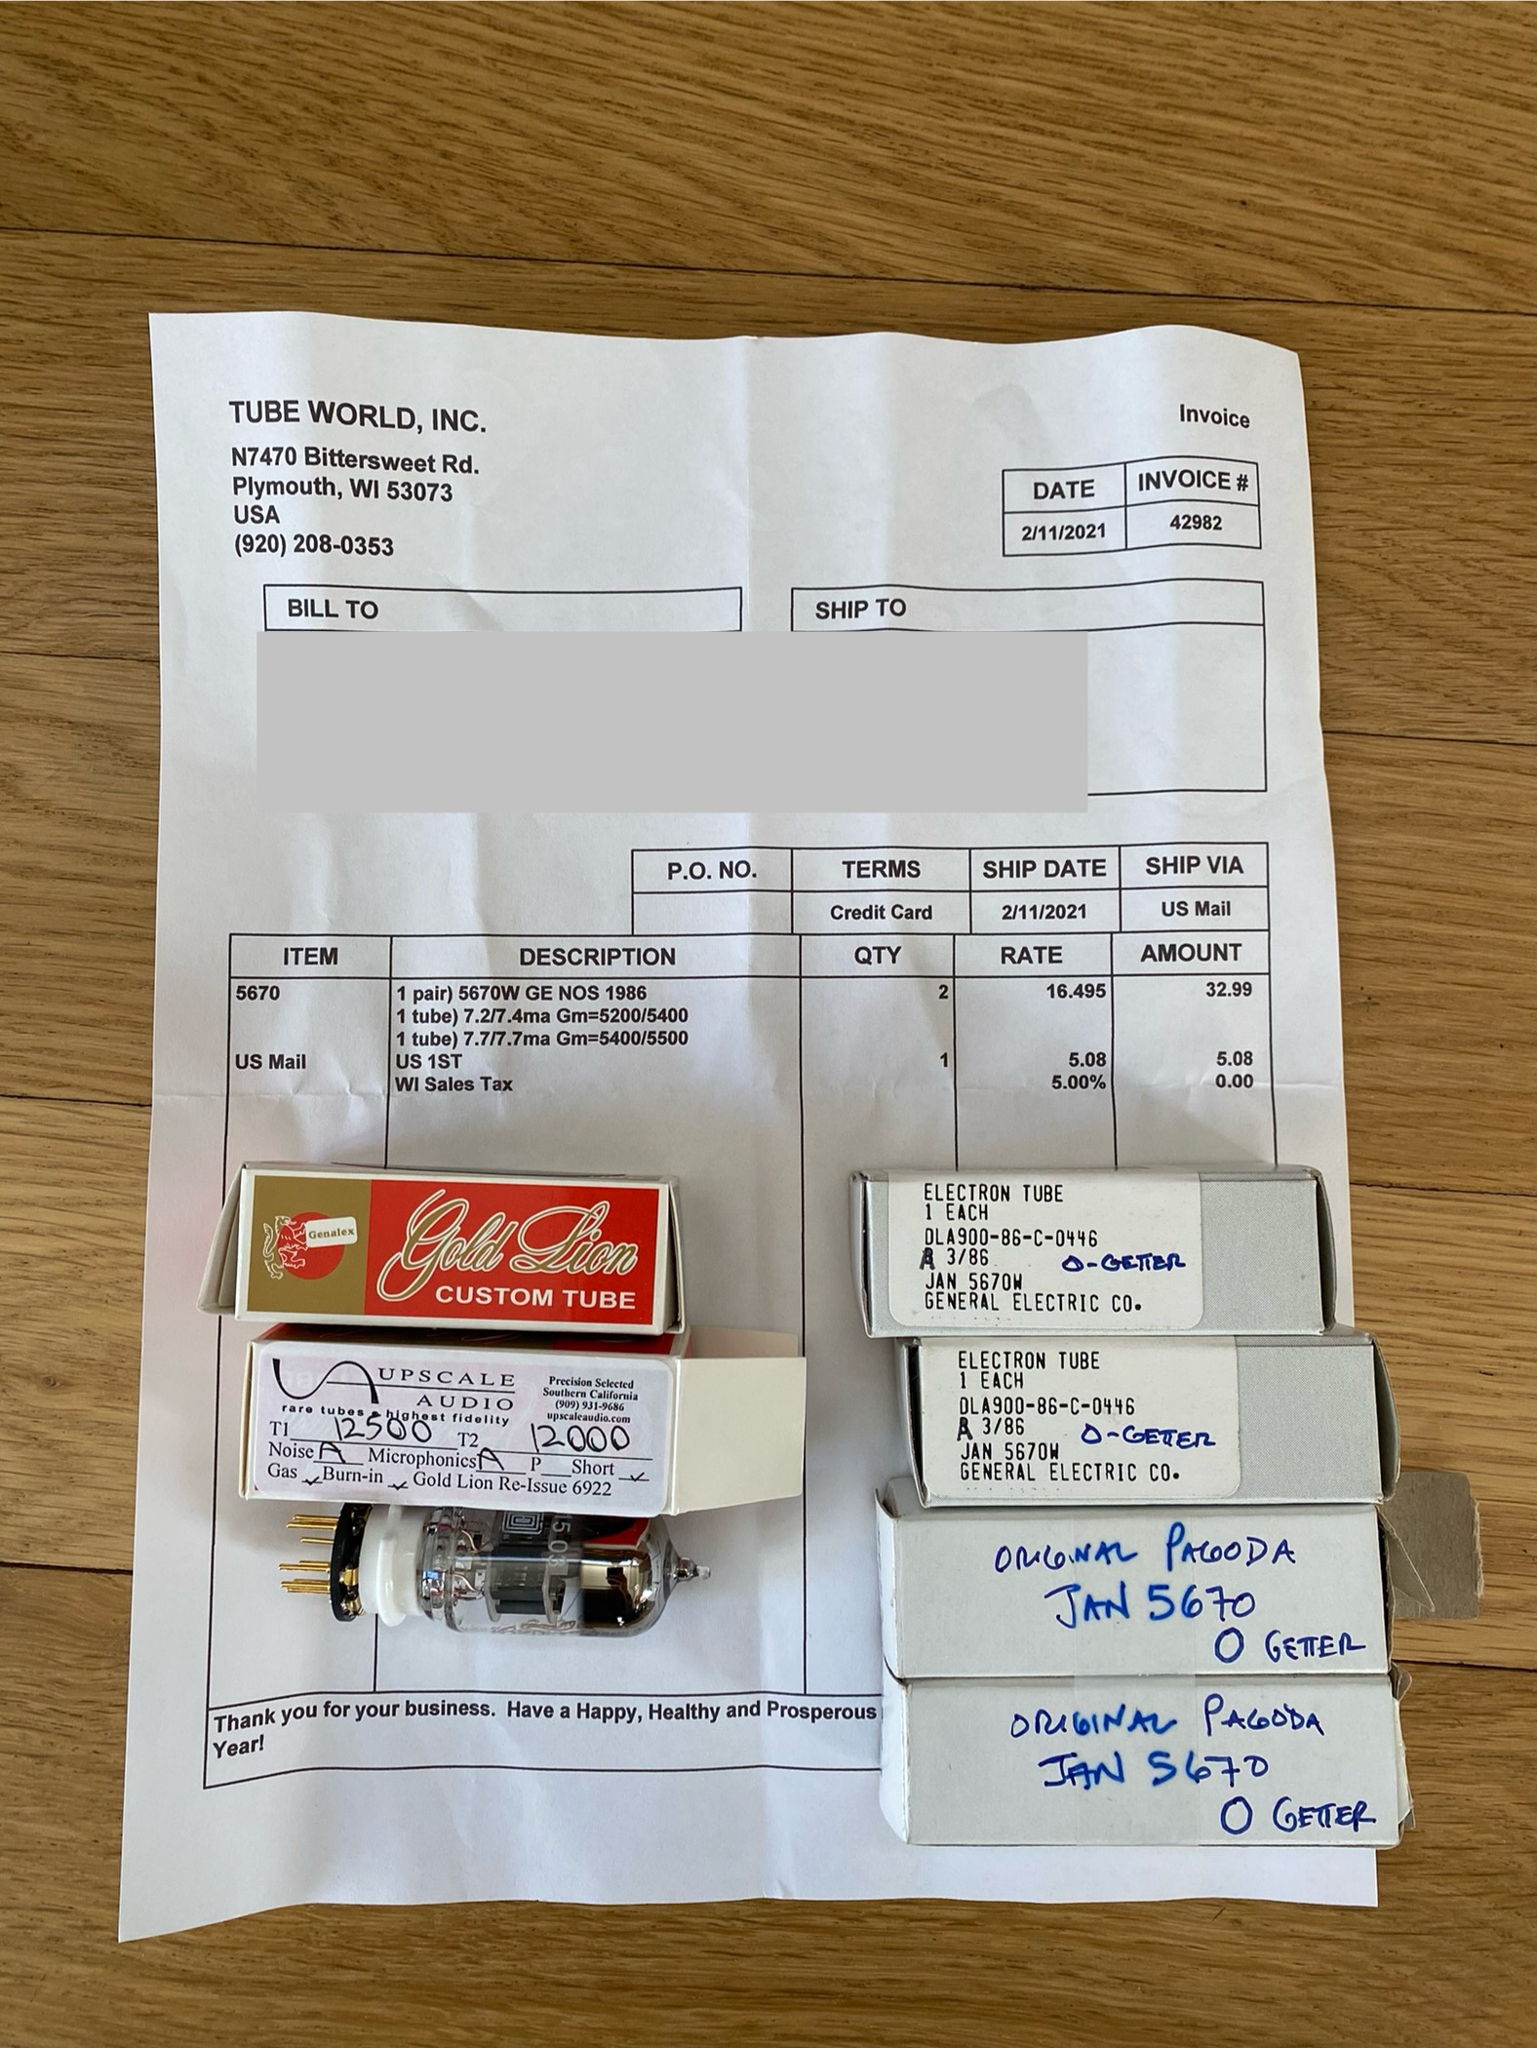 TUBE WORLD, INC.
N7470 Bittersweet Rd.
Plymouth, WI 53073
USA
(920) 208-0353
Invoice
DATE INVOICE #
2/11/2021 42982
BILL TO
SHIP TO
P.O. NO. TERMS SHIP DATE SHIP VIA
Credit Card 2/11/2021 US Mail
ITEM DESCRIPTION QTY RATE AMOUNT
5670 1 pair) 5670W GE NOS 1986 2 16.495 32.99
1 tube) 7.2/7.4ma Gm=5200/5400
1 tube) 7.7/7.7ma Gm=5400/5500
US Mail US 1ST 1 5.08 5.08
WI Sales Tax 5.00% 0.00
Genalex
Gold Lion
CUSTOM TUBE
UPSCALE
AUDIO
rare tubes highest fidelity
Precision Selected
Southern California
(909) 931-9686
upscaleaudio.com
T1 12500 T2 12000
Noise A Microphonics A P Short ✓
Gas ✓ Burn-in ✓ Gold Lion Re-Issue 6922
1503
ELECTRON TUBE
1 EACH
DLA900-86-C-0446
A 3/86 O-GETTER
JAN 5670W
GENERAL ELECTRIC CO.
ELECTRON TUBE
1 EACH
DLA900-86-C-0446
A 3/86 O-GETTER
JAN 5670W
GENERAL ELECTRIC CO.
ORIGINAL PAGODA
JAN 5670
O GETTER
ORIGINAL PAGODA
JAN 5670
O GETTER
Thank you for your business. Have a Happy, Healthy and Prosperous
Year!